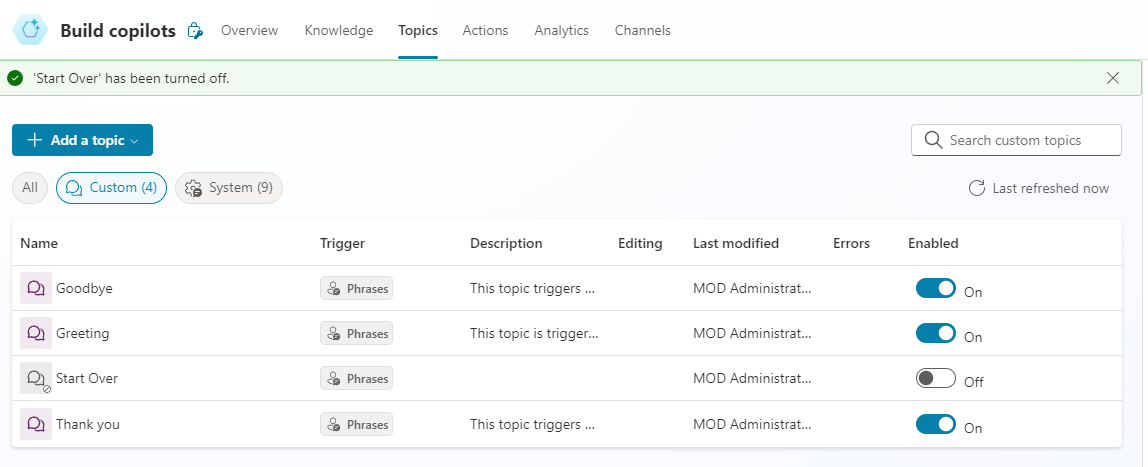 Build copilots Overview Knowledge Topics Actions Analytics Channels
'Start Over' has been turned off.
Add a topic Search custom topics
All Custom (4) System (9) Last refreshed now
Name Trigger Description Editing Last modified Errors Enabled
Goodbye Phrases This topic triggers ... MOD Administrat... On
Greeting Phrases This topic is trigger... MOD Administrat... On
Start Over Phrases MOD Administrat... Off
Thank you Phrases This topic triggers ... MOD Administrat... On